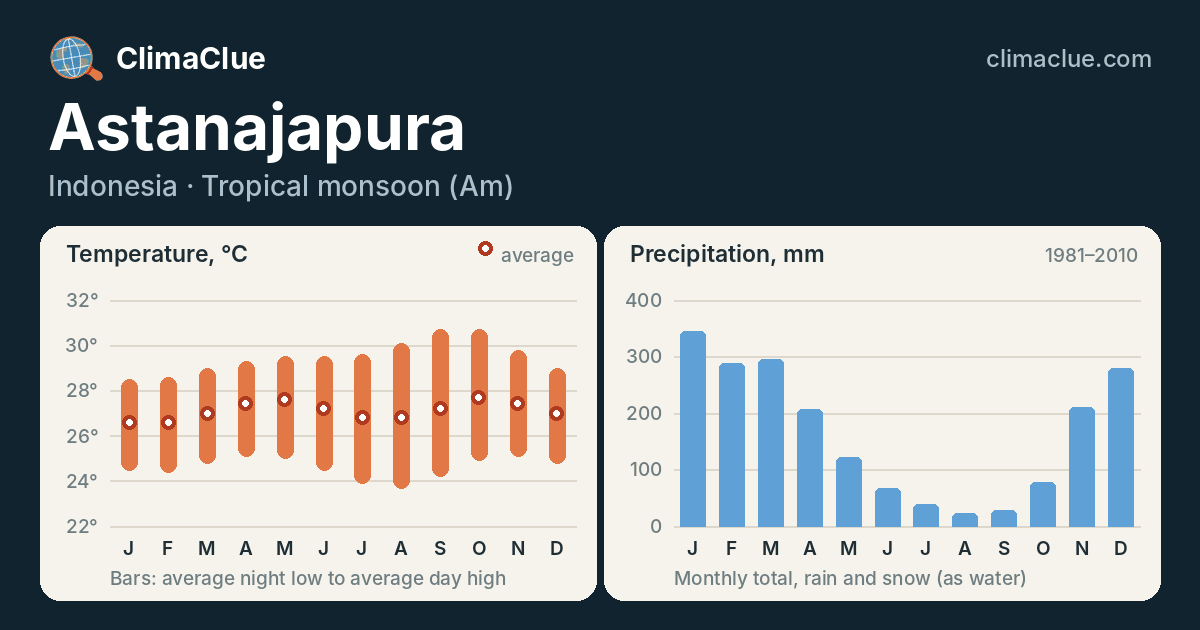 ClimaClue
climaclue.com
Astanajapura
Indonesia · Tropical monsoon (Am)
Temperature, °C
average
32°
30°
28°
26°
24°
22°
J F M A M J J A S O N D
Bars: average night low to average day high
Precipitation, mm
1981–2010
400
300
200
100
0
J F M A M J J A S O N D
Monthly total, rain and snow (as water)